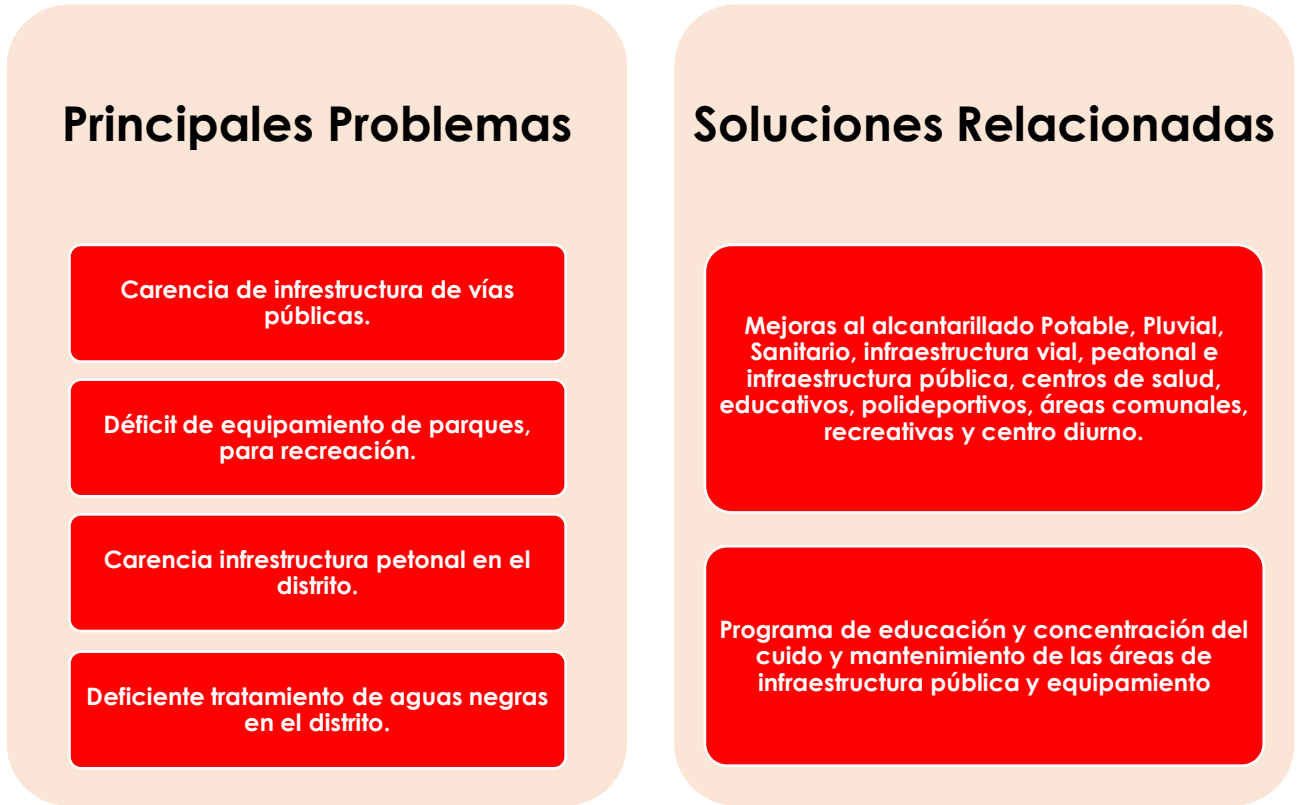 Principales Problemas
Carencia de infrestructura de vías
públicas.
Déficit de equipamiento de parques,
para recreación.
Carencia infrestructura petonal en el
distrito.
Deficiente tratamiento de aguas negras
en el distrito.
Soluciones Relacionadas
Mejoras al alcantarillado Potable, Pluvial,
Sanitario, infraestructura vial, peatonal e
infraestructura pública, centros de salud,
educativos, polideportivos, áreas comunales,
recreativas y centro diurno.
Programa de educación y concentración del
cuido y mantenimiento de las áreas de
infraestructura pública y equipamiento